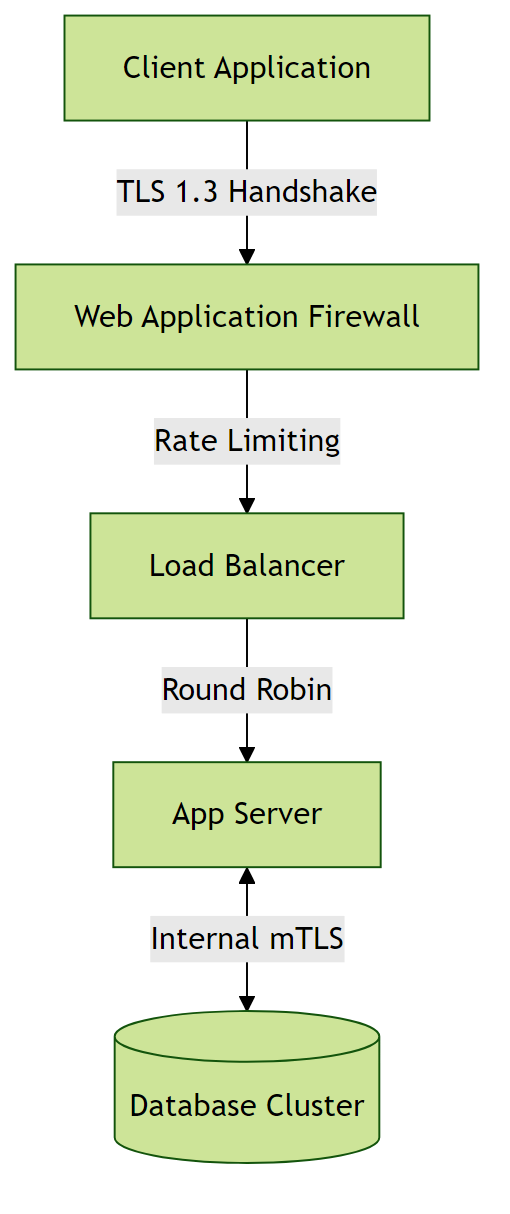 Client Application
TLS 1.3 Handshake
Web Application Firewall
Rate Limiting
Load Balancer
Round Robin
App Server
Internal mTLS
Database Cluster